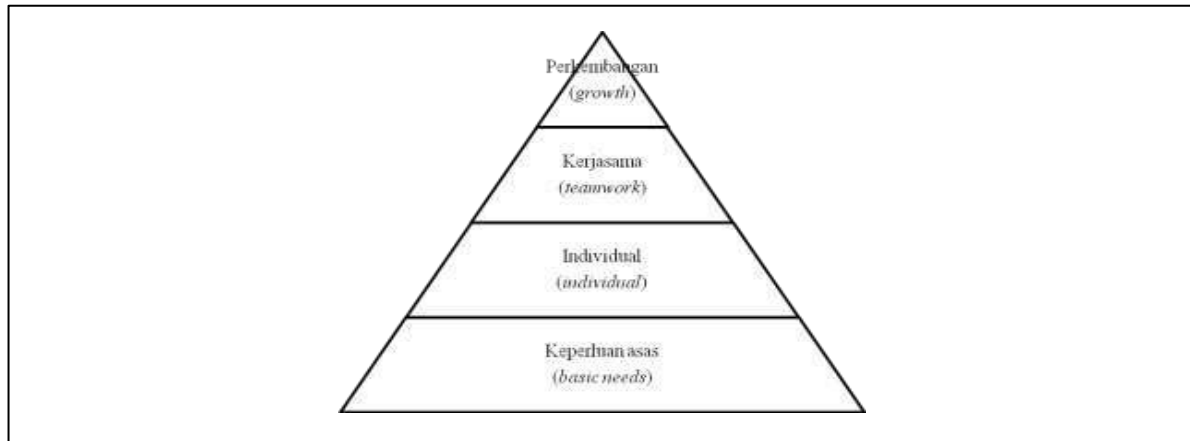 Perkembangan
(growth)
Kerjasama
(teamwork)
Individual
(individual)
Keperluan asas
(basic needs)